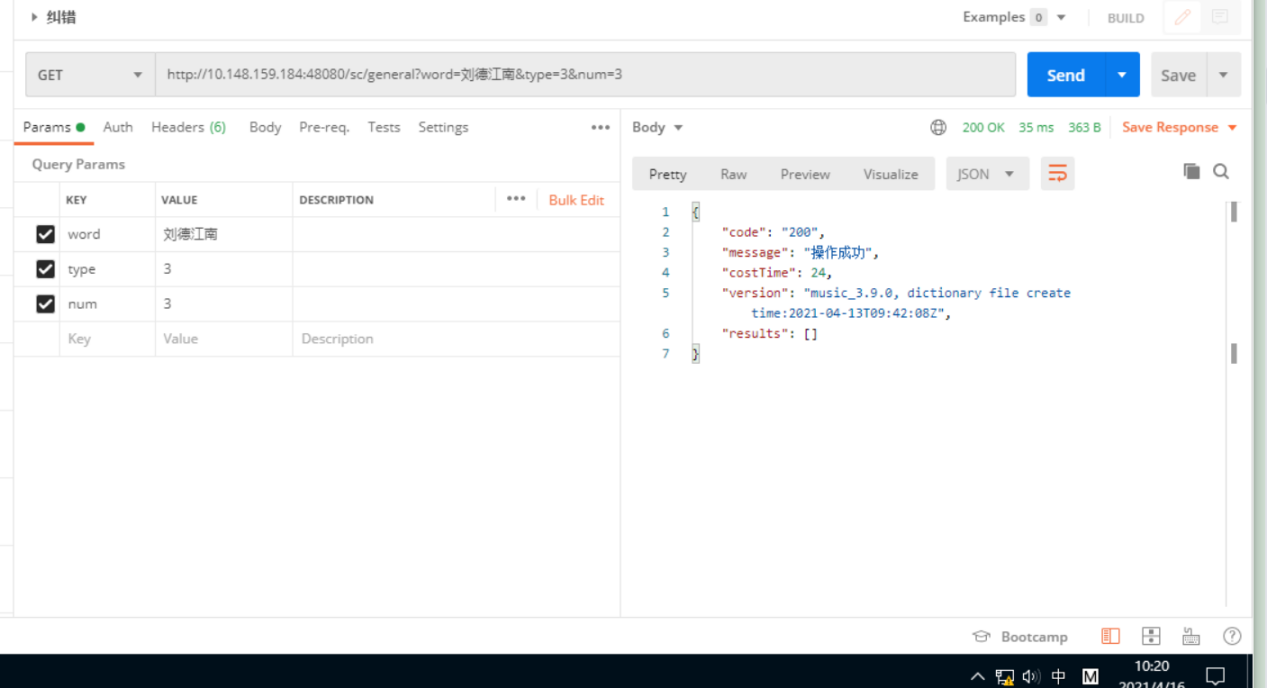 纠错
Examples 0
BUILD
GET
http://10.148.159.184:48080/sc/general?word=刘德江南&type=3&num=3
Send
Save
Params
Auth
Headers (6)
Body
Pre-req.
Tests
Settings
Query Params
KEY VALUE DESCRIPTION
Bulk Edit
word 刘德江南
type 3
num 3
Key Value Description
Body
200 OK 35 ms 363 B
Save Response
Pretty Raw Preview Visualize JSON
1 {
2 "code": "200",
3 "message": "操作成功",
4 "costTime": 24,
5 "version": "music_3.9.0, dictionary file create
time:2021-04-13T09:42:08Z",
6 "results": []
7 }
Bootcamp
中
M
10:20
2021/4/16